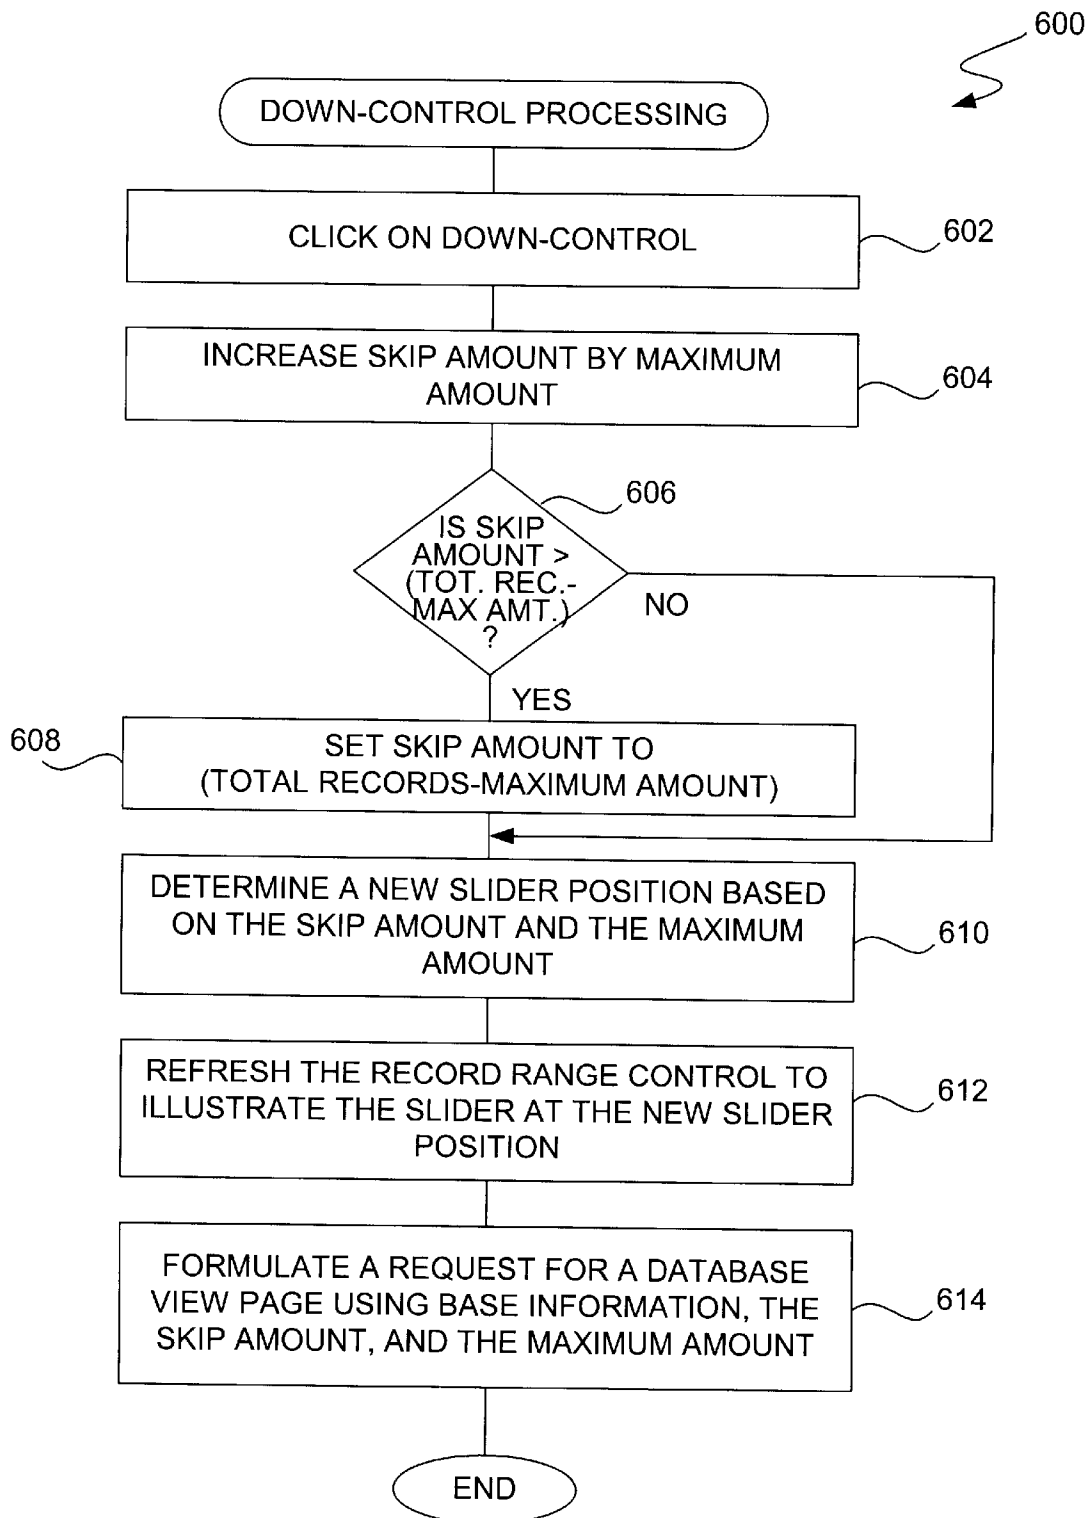 600
DOWN-CONTROL PROCESSING
CLICK ON DOWN-CONTROL
602
INCREASE SKIP AMOUNT BY MAXIMUM
AMOUNT
604
606
IS SKIP
AMOUNT >
(TOT. REC.-
MAX AMT.)
?
NO
YES
608
SET SKIP AMOUNT TO
(TOTAL RECORDS-MAXIMUM AMOUNT)
DETERMINE A NEW SLIDER POSITION BASED
ON THE SKIP AMOUNT AND THE MAXIMUM
AMOUNT
610
REFRESH THE RECORD RANGE CONTROL TO
ILLUSTRATE THE SLIDER AT THE NEW SLIDER
POSITION
612
FORMULATE A REQUEST FOR A DATABASE
VIEW PAGE USING BASE INFORMATION, THE
SKIP AMOUNT, AND THE MAXIMUM AMOUNT
614
END